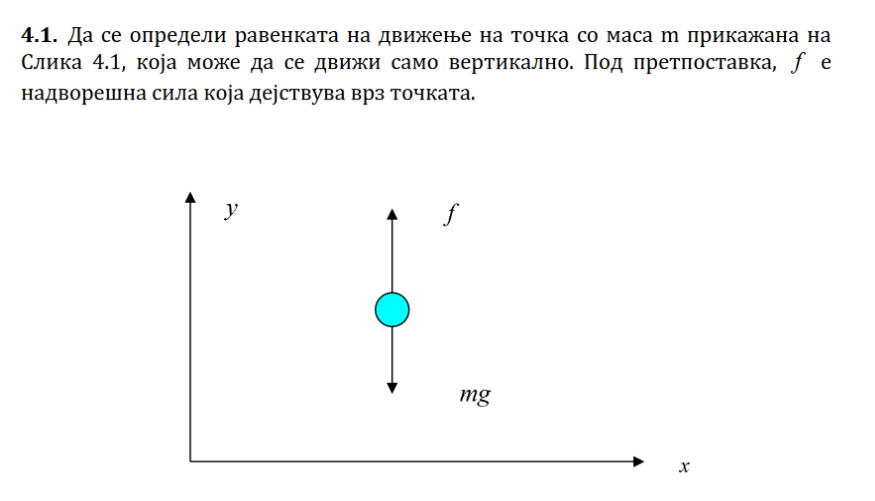 4.1. Да се определи равенката на движење на точка со маса m прикажана на
Слика 4.1, која може да се движи само вертикално. Под претпоставка, f е
надворешна сила која дејствува врз точката.
y
f
mg
x